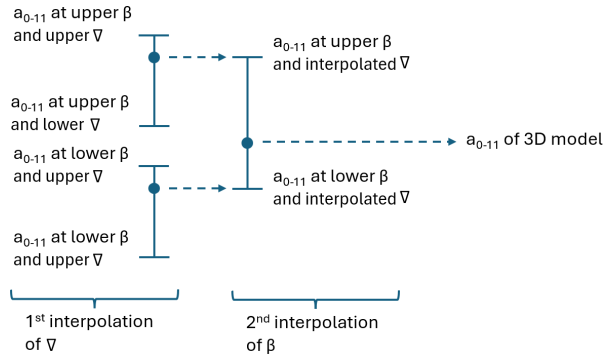 a₀₋₁₁ at upper β
and upper ∇
a₀₋₁₁ at upper β
and lower ∇
a₀₋₁₁ at lower β
and upper ∇
a₀₋₁₁ at lower β
and upper ∇
a₀₋₁₁ at upper β
and interpolated ∇
a₀₋₁₁ at lower β
and interpolated ∇
a₀₋₁₁ of 3D model
1ˢᵗ interpolation
of ∇
2ⁿᵈ interpolation
of β